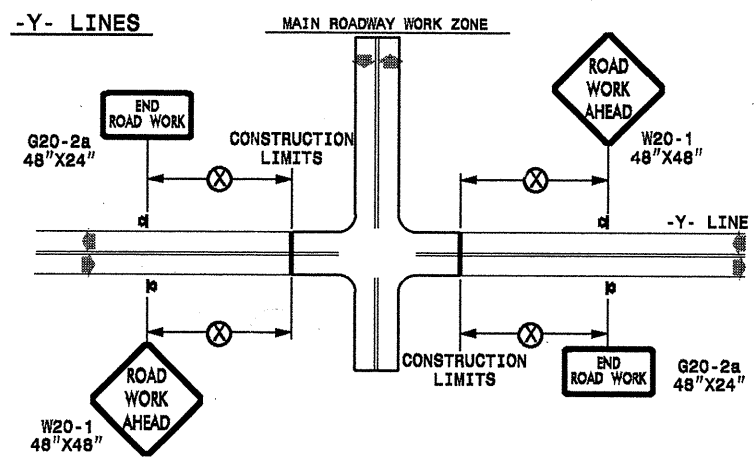 -Y- LINES
MAIN ROADWAY WORK ZONE
END
ROAD WORK
G20-2a
48"X24"
CONSTRUCTION
LIMITS
X
ROAD
WORK
AHEAD
W20-1
48"X48"
X
-Y- LINE
X
ROAD
WORK
AHEAD
W20-1
48"X48"
CONSTRUCTION
LIMITS
X
END
ROAD WORK
G20-2a
48"X24"